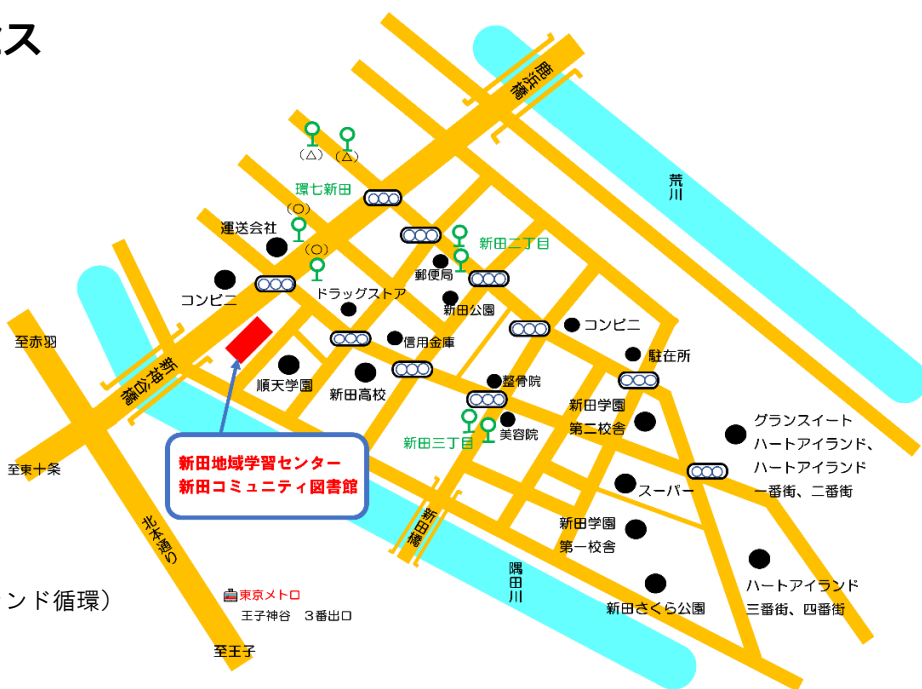 ス
鹿浜橋
荒川
(△)
(△)
環七新田
(○)
運送会社
(○)
新田二丁目
郵便局
コンビニ
ドラッグストア
新田公園
コンビニ
至赤羽
信用金庫
駐在所
新神谷橋
順天学園
新田高校
整骨院
新田学園
第二校舎
グランスイート
ハートアイランド、
ハートアイランド
一番街、二番街
美容院
新田三丁目
新田地域学習センター
新田コミュニティ図書館
至東十条
スーパー
北本通り
新田橋
新田学園
第一校舎
隅田川
ハートアイランド
三番街、四番街
ンド循環)
東京メトロ
王子神谷 3番出口
新田さくら公園
至王子